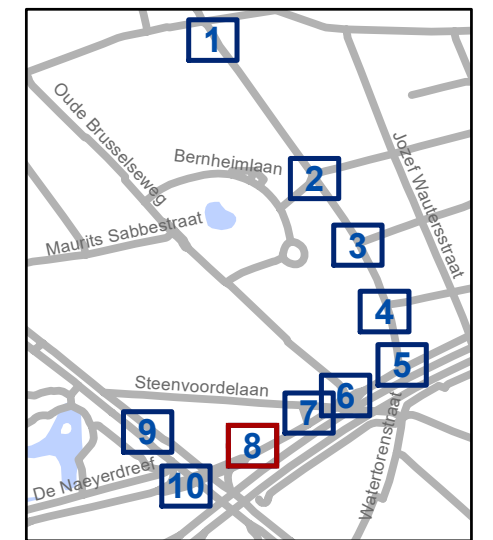 1
Oude Brusselseweg
Bernheimlaan
2
Jozef Wautersstraat
Maurits Sabbestraat
3
4
5
Steenvoordelaan
6
7
9
8
Watertorenstraat
De Naeyerdreef
10